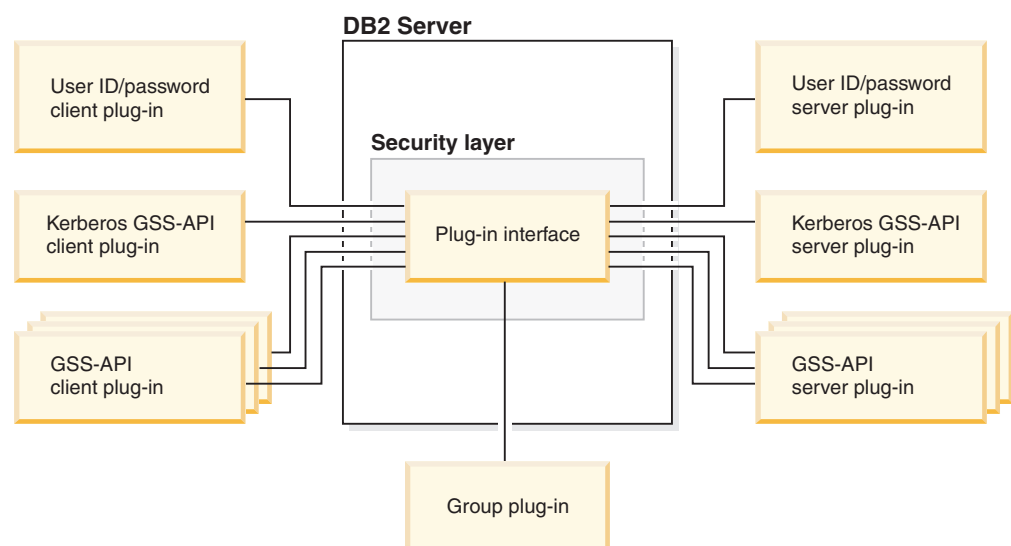 DB2 Server
User ID/password
client plug-in
User ID/password
server plug-in
Security layer
Kerberos GSS-API
client plug-in
Plug-in interface
Kerberos GSS-API
server plug-in
GSS-API
client plug-in
GSS-API
server plug-in
Group plug-in